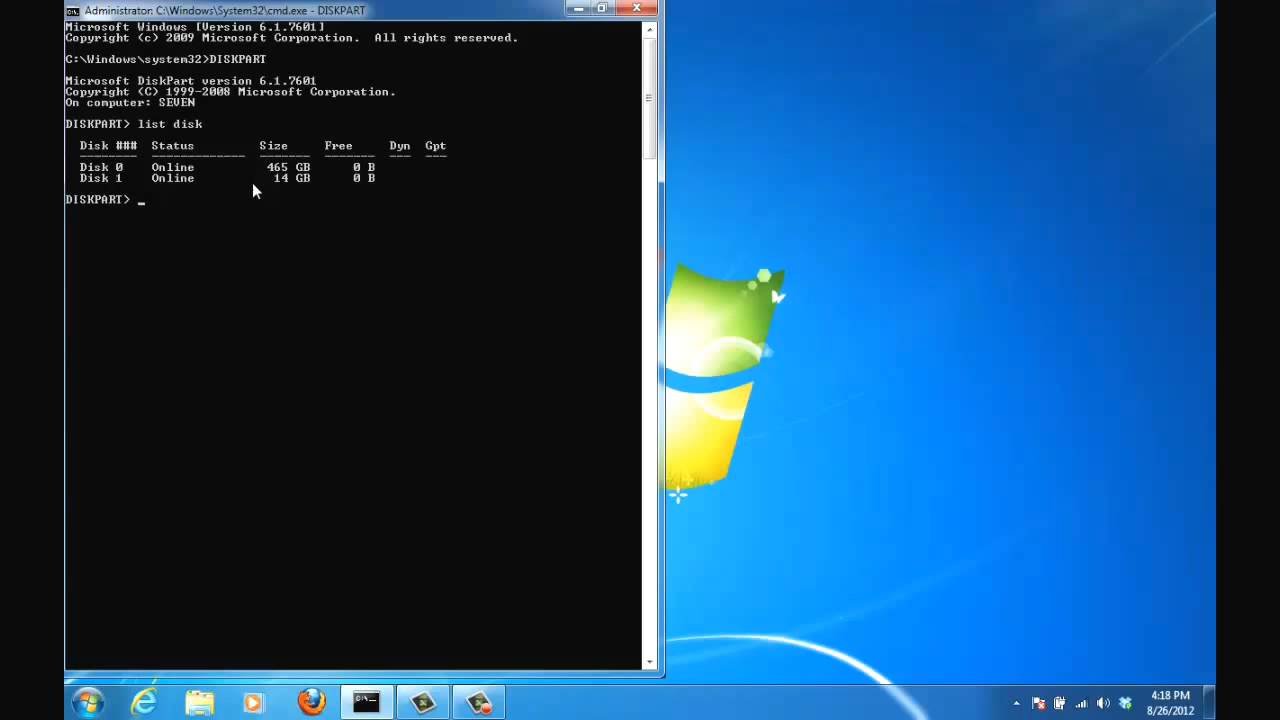 Administrator: C:\Windows\System32\cmd.exe - DISKPART
Microsoft Windows [Version 6.1.7601]
Copyright (c) 2009 Microsoft Corporation.  All rights reserved.
C:\Windows\system32>DISKPART
Microsoft DiskPart version 6.1.7601
Copyright (C) 1999-2008 Microsoft Corporation.
On computer: SEVEN
DISKPART> list disk
Disk ###  Status         Size     Free     Dyn  Gpt
--------  -------------  -------  -------  ---  ---
Disk 0    Online          465 GB      0 B
Disk 1    Online           14 GB      0 B
DISKPART> _
4:18 PM
8/26/2012